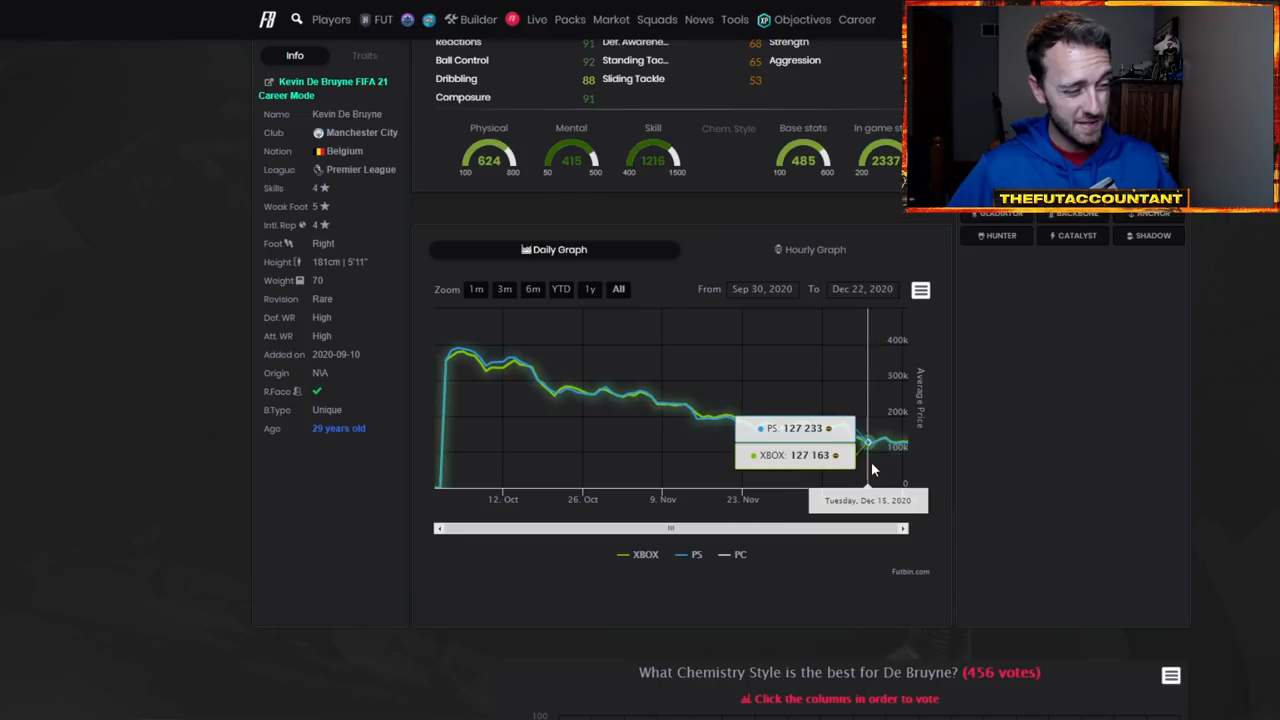 Players FUT Builder Live Packs Market Squads News Tools XP Objectives Career
THEFUTACCOUNTANT
Info Traits
Kevin De Bruyne FIFA 21
Career Mode
Name Kevin De Bruyne
Club Manchester City
Nation Belgium
League Premier League
Skills 4★
Weak Foot 5★
Intl. Rep 4★
Foot Right
Height 181cm | 5'11"
Weight 70
Revision Rare
Def. WR High
Att. WR High
Added on 2020-09-10
Origin N\A
R.Face
B.Type Unique
Age 29 years old
Reactions 91 Def. Awarene... 68 Strength
Ball Control 92 Standing Tac... 65 Aggression
Dribbling 88 Sliding Tackle 53
Composure 91
Physical Mental Skill Chem. Style Base stats In game st
624 415 1216 485 2337
100 800 50 500 400 1500 100 600 200
GLADIATOR BACKBONE ANCHOR
HUNTER CATALYST SHADOW
Daily Graph Hourly Graph
Zoom 1m 3m 6m YTD 1y All From Sep 30, 2020 To Dec 22, 2020
400k
300k
200k
100k
0
Average Price
PS: 127 233
XBOX: 127 163
12. Oct 26. Oct 9. Nov 23. Nov
Tuesday, Dec 15, 2020
XBOX PS PC
Futbin.com
What Chemistry Style is the best for De Bruyne? (456 votes)
Click the columns in order to vote
100